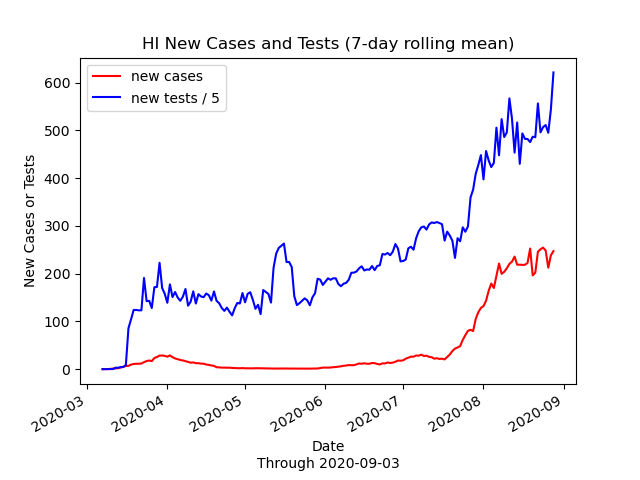 HI New Cases and Tests (7-day rolling mean)
new cases
new tests / 5
New Cases or Tests
600
500
400
300
200
100
0
2020-03
2020-04
2020-05
2020-06
2020-07
2020-08
2020-09
Date
Through 2020-09-03